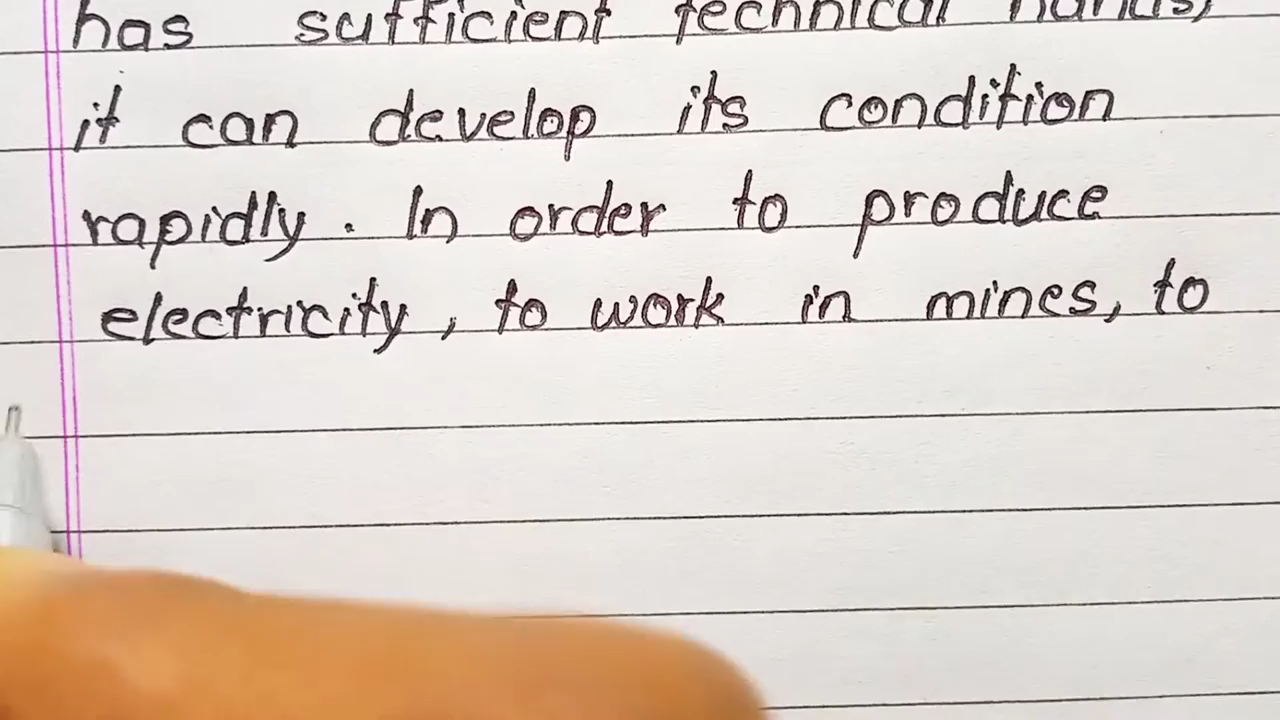 has sufficient technical hands,
it can develop its condition
rapidly. In order to produce
electricity, to work in mines, to